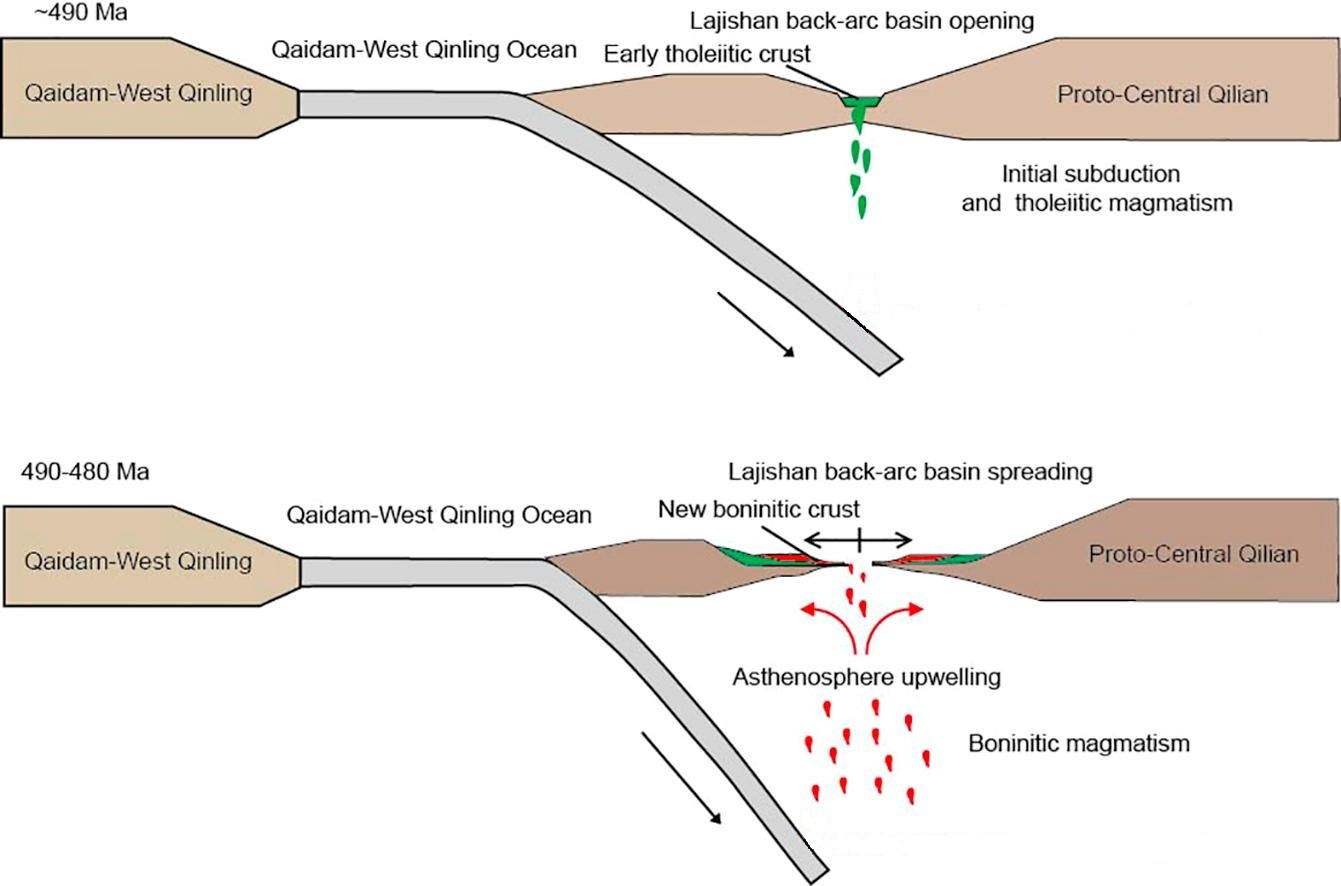 ~490 Ma
Lajishan back-arc basin opening
Qaidam-West Qinling Ocean
Early tholeiitic crust
Qaidam-West Qinling
Proto-Central Qilian
Initial subduction
and tholeiitic magmatism
490-480 Ma
Lajishan back-arc basin spreading
Qaidam-West Qinling Ocean
New boninitic crust
Qaidam-West Qinling
Proto-Central Qilian
Asthenosphere upwelling
Boninitic magmatism